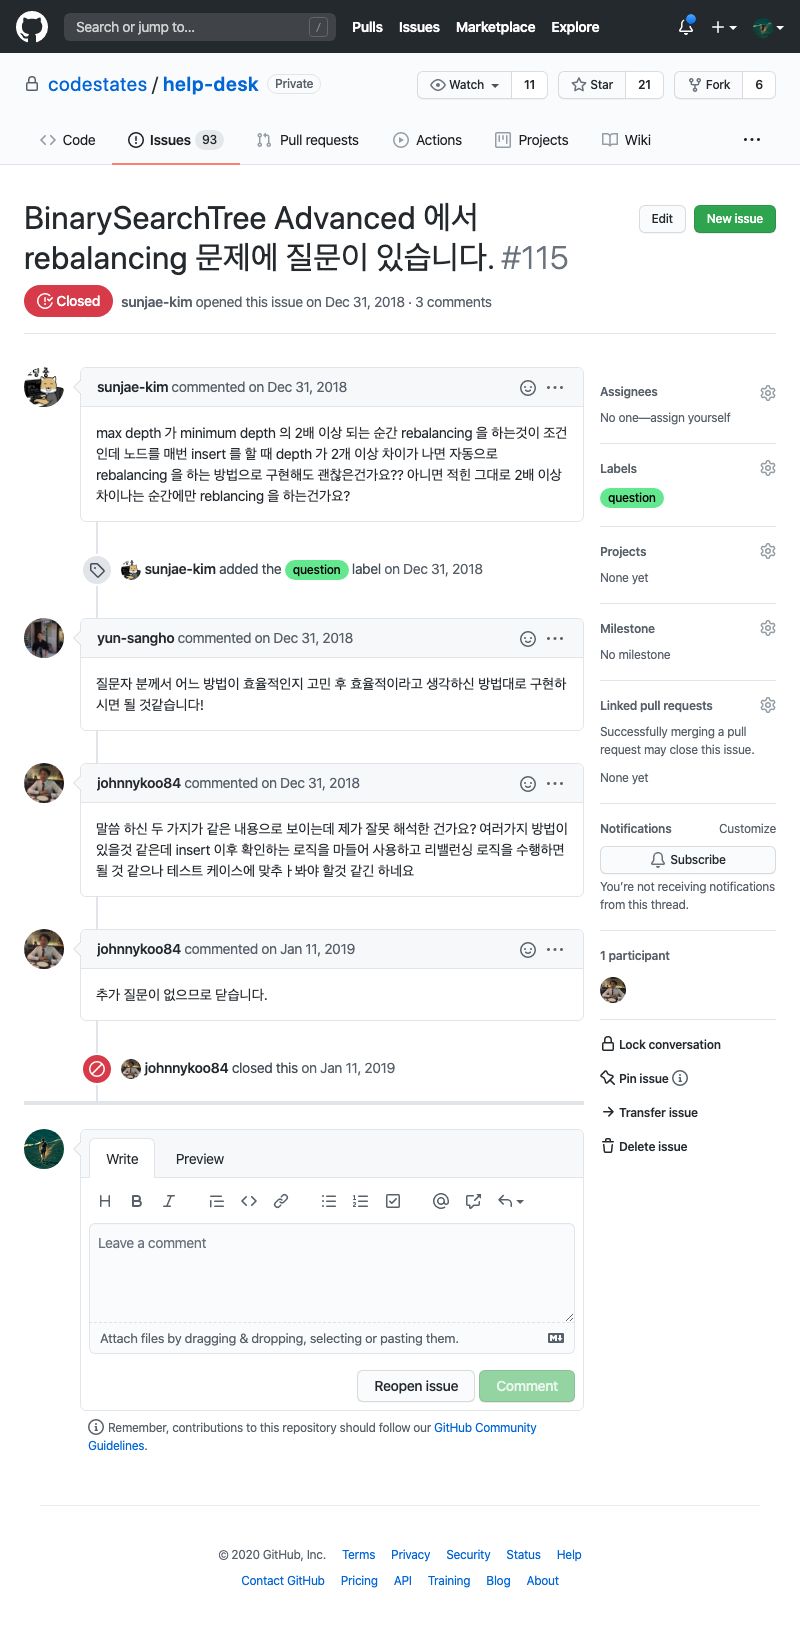 Search or jump to... /
Pulls Issues Marketplace Explore
codestates / help-desk Private
Watch 11 Star 21 Fork 6
Code Issues 93 Pull requests Actions Projects Wiki ...
BinarySearchTree Advanced 에서
rebalancing 문제에 질문이 있습니다. #115
Edit New issue
Closed sunjae-kim opened this issue on Dec 31, 2018 · 3 comments
sunjae-kim commented on Dec 31, 2018
max depth 가 minimum depth 의 2배 이상 되는 순간 rebalancing 을 하는것이 조건
인데 노드를 매번 insert 를 할 때 depth 가 2개 이상 차이가 나면 자동으로
rebalancing 을 하는 방법으로 구현해도 괜찮은건가요?? 아니면 적힌 그대로 2배 이상
차이나는 순간에만 reblancing 을 하는건가요?
sunjae-kim added the question label on Dec 31, 2018
yun-sangho commented on Dec 31, 2018
질문자 분께서 어느 방법이 효율적인지 고민 후 효율적이라고 생각하신 방법대로 구현하
시면 될 것같습니다!
johnnykoo84 commented on Dec 31, 2018
말씀 하신 두 가지가 같은 내용으로 보이는데 제가 잘못 해석한 건가요? 여러가지 방법이
있을것 같은데 insert 이후 확인하는 로직을 마들어 사용하고 리밸런싱 로직을 수행하면
될 것 같으나 테스트 케이스에 맞추ㅏ봐야 할것 같긴 하네요
johnnykoo84 commented on Jan 11, 2019
추가 질문이 없으므로 닫습니다.
johnnykoo84 closed this on Jan 11, 2019
Write Preview
Leave a comment
Attach files by dragging & dropping, selecting or pasting them.
Reopen issue Comment
Remember, contributions to this repository should follow our GitHub Community
Guidelines.
Assignees
No one—assign yourself
Labels
question
Projects
None yet
Milestone
No milestone
Linked pull requests
Successfully merging a pull
request may close this issue.
None yet
Notifications Customize
Subscribe
You're not receiving notifications
from this thread.
1 participant
Lock conversation
Pin issue
Transfer issue
Delete issue
© 2020 GitHub, Inc. Terms Privacy Security Status Help
Contact GitHub Pricing API Training Blog About